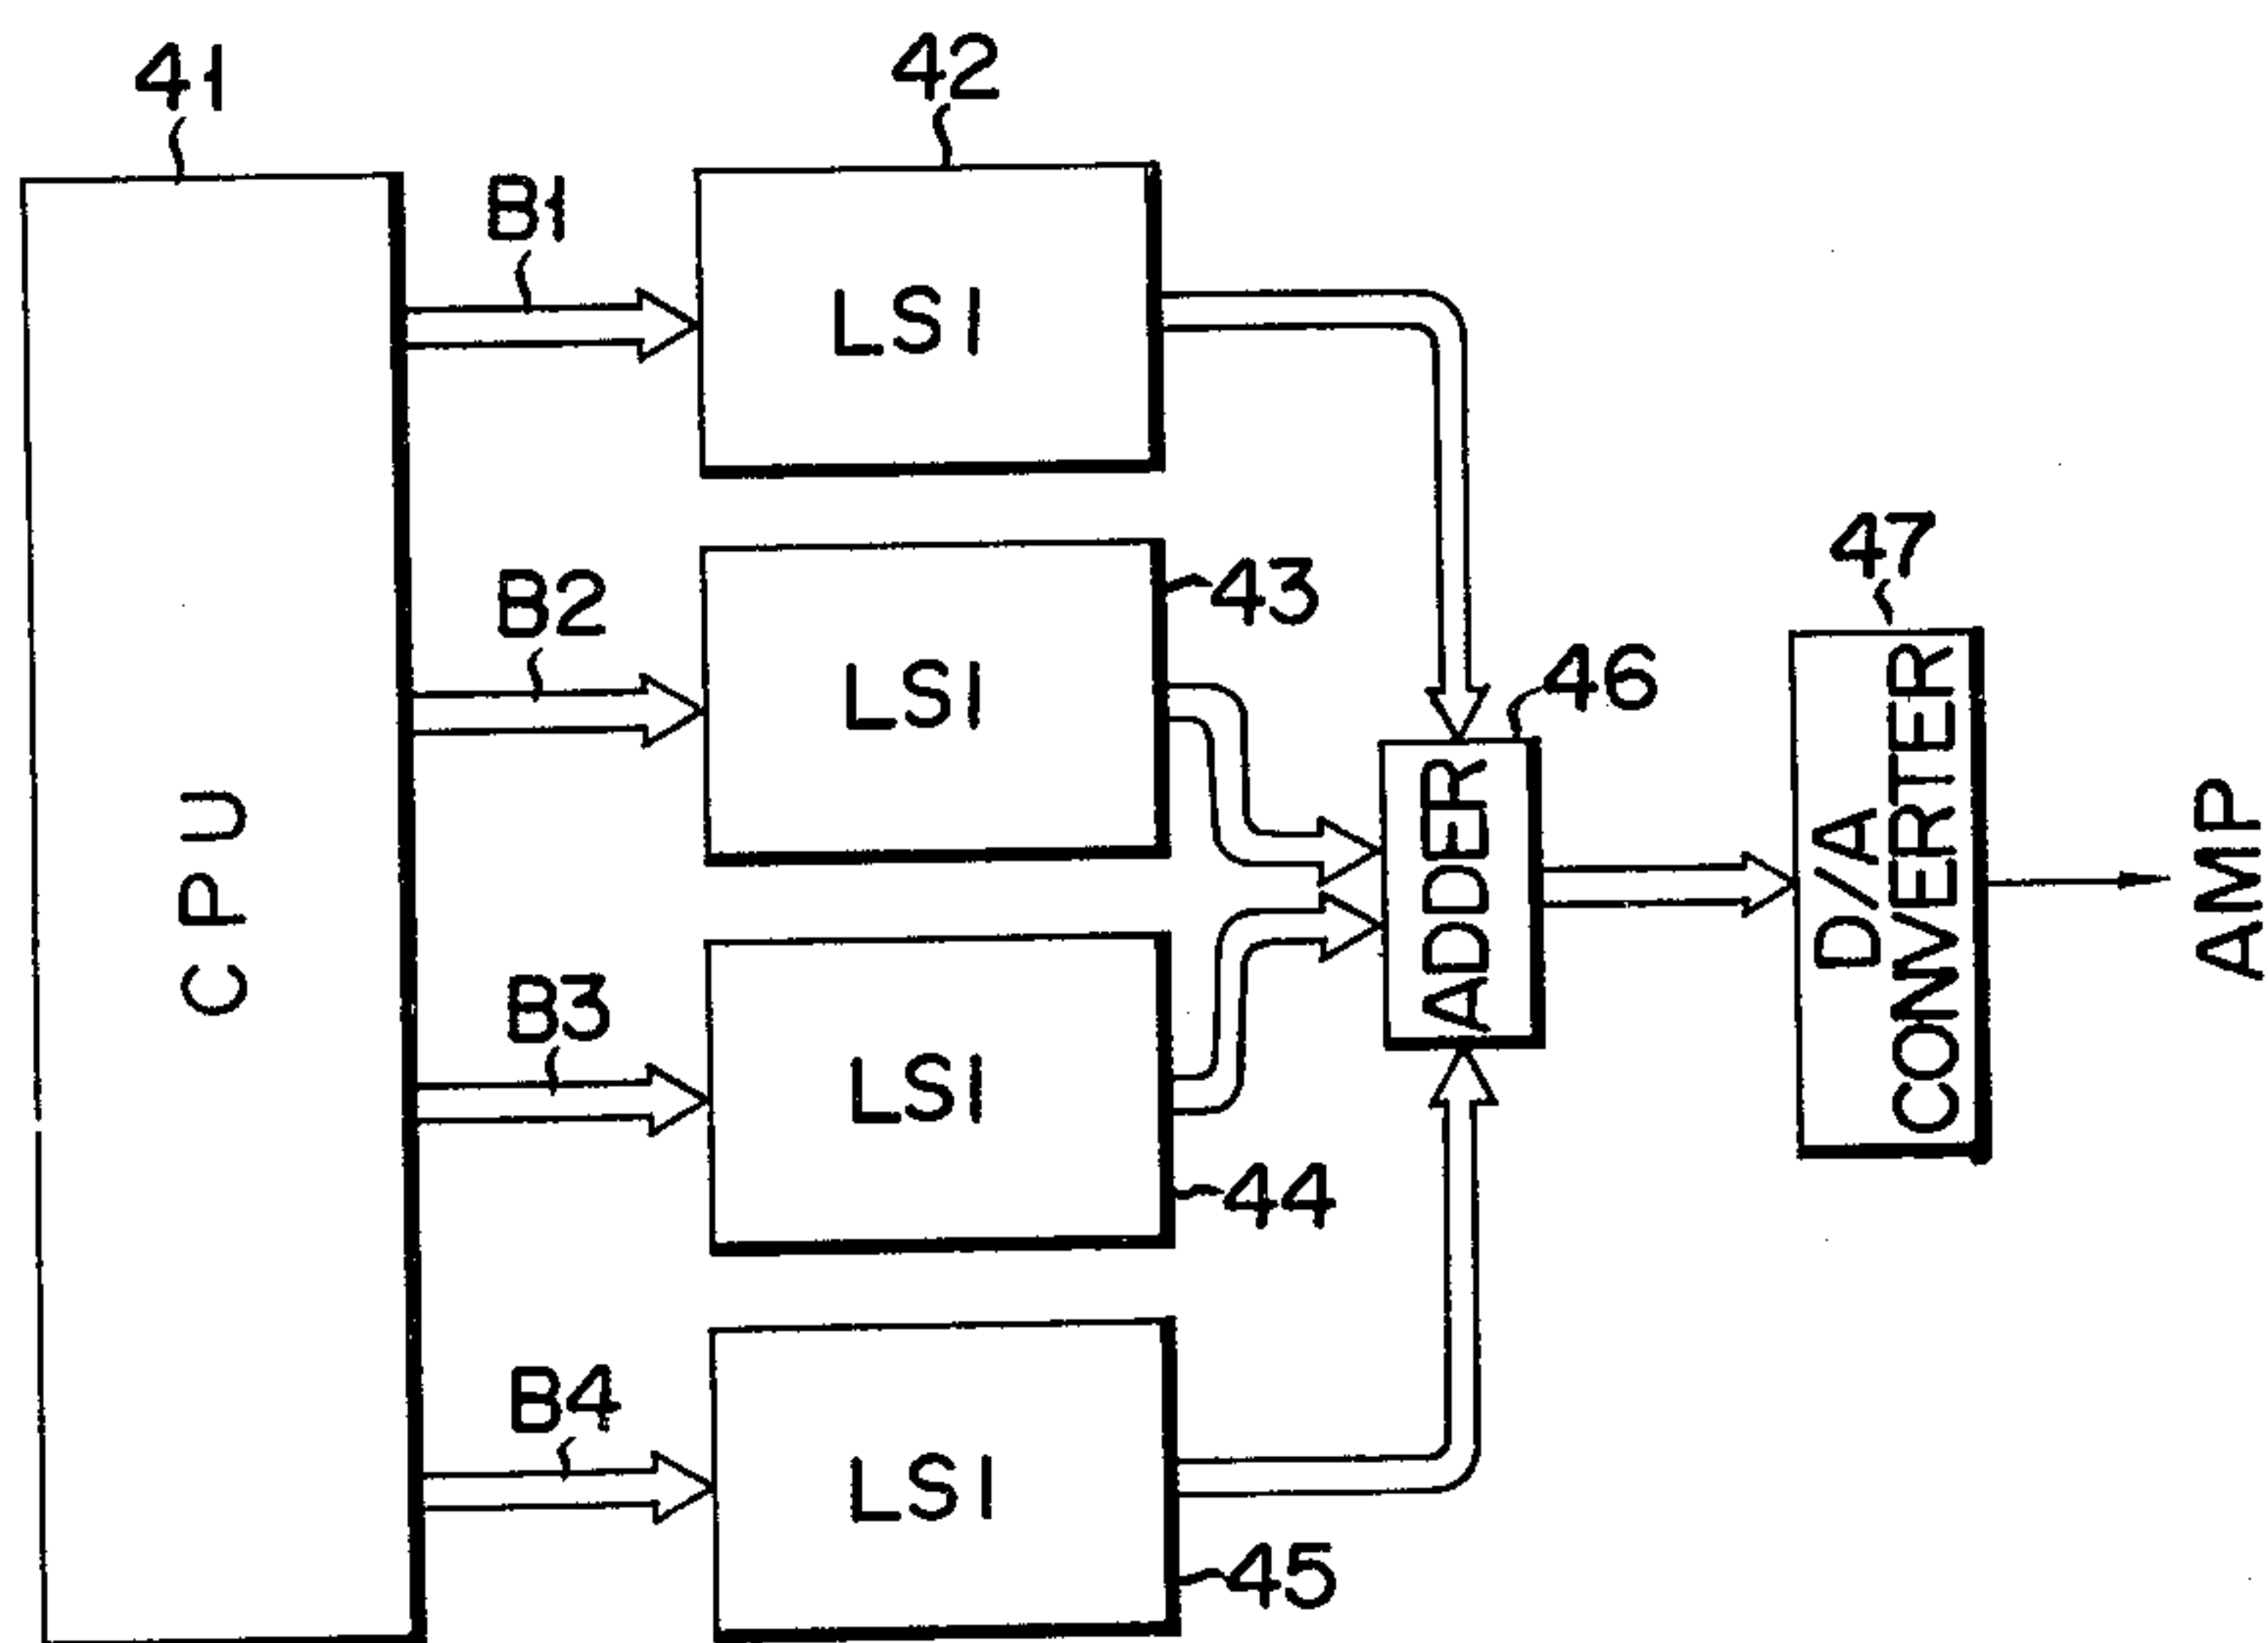 41
42
B1
LSI
B2
43
LSI
47
46
CPU
ADDER
D/A
CONVERTER
AMP
B3
LSI
44
B4
LSI
45